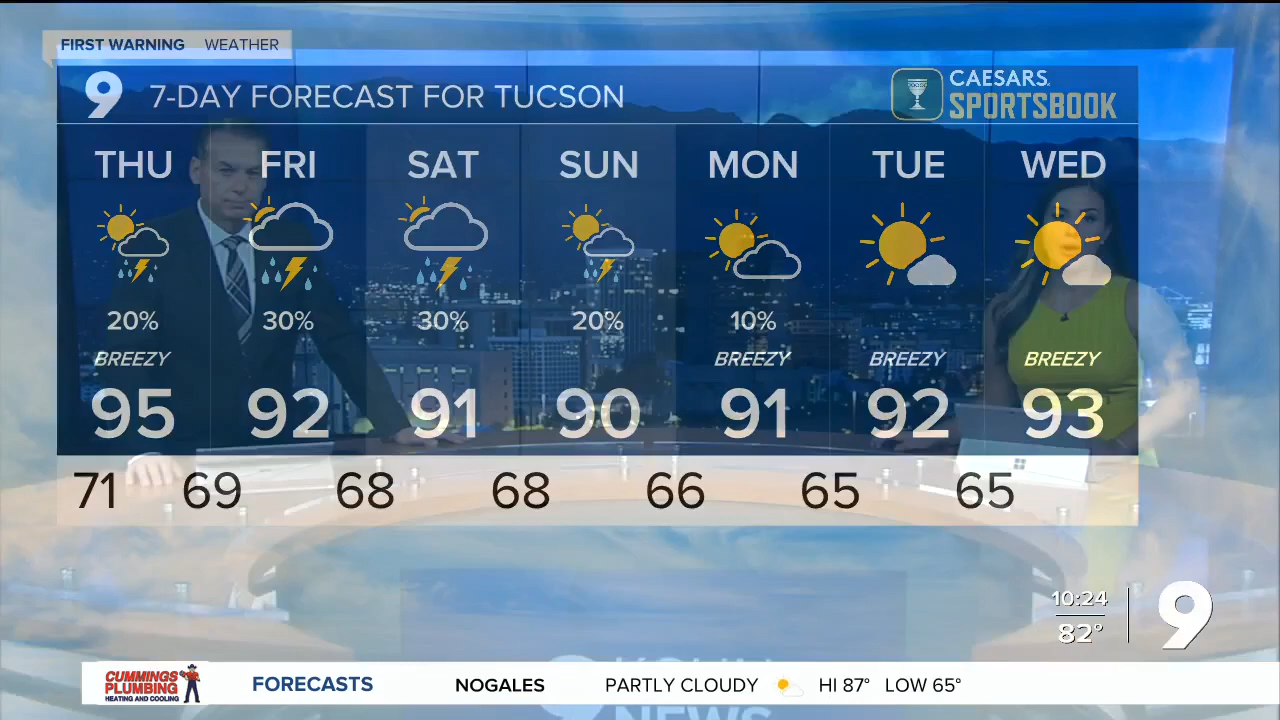 FIRST WARNING WEATHER
9 7-DAY FORECAST FOR TUCSON
CAESARS
SPORTSBOOK
THU FRI SAT SUN MON TUE WED
20% 30% 30% 20% 10%
BREEZY BREEZY BREEZY BREEZY
95 92 91 90 91 92 93
71 69 68 68 66 65 65
10:24
82°
9
CUMMINGS
PLUMBING
HEATING AND COOLING
FORECASTS NOGALES PARTLY CLOUDY HI 87° LOW 65°
NEWS